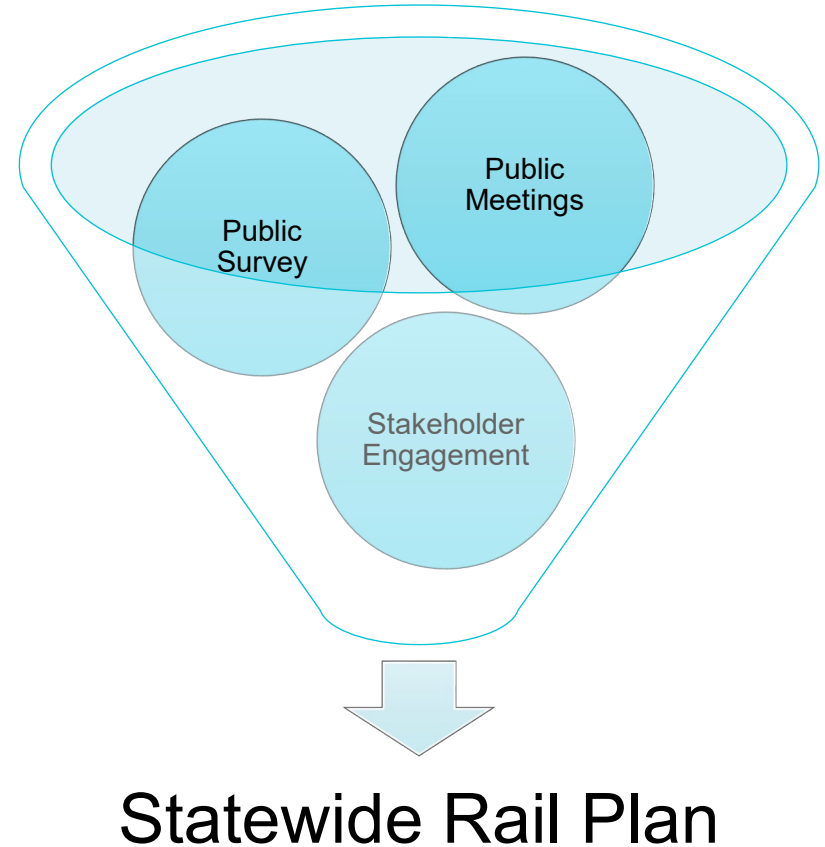 Public
Meetings
Public
Survey
Stakeholder
Engagement
Statewide Rail Plan